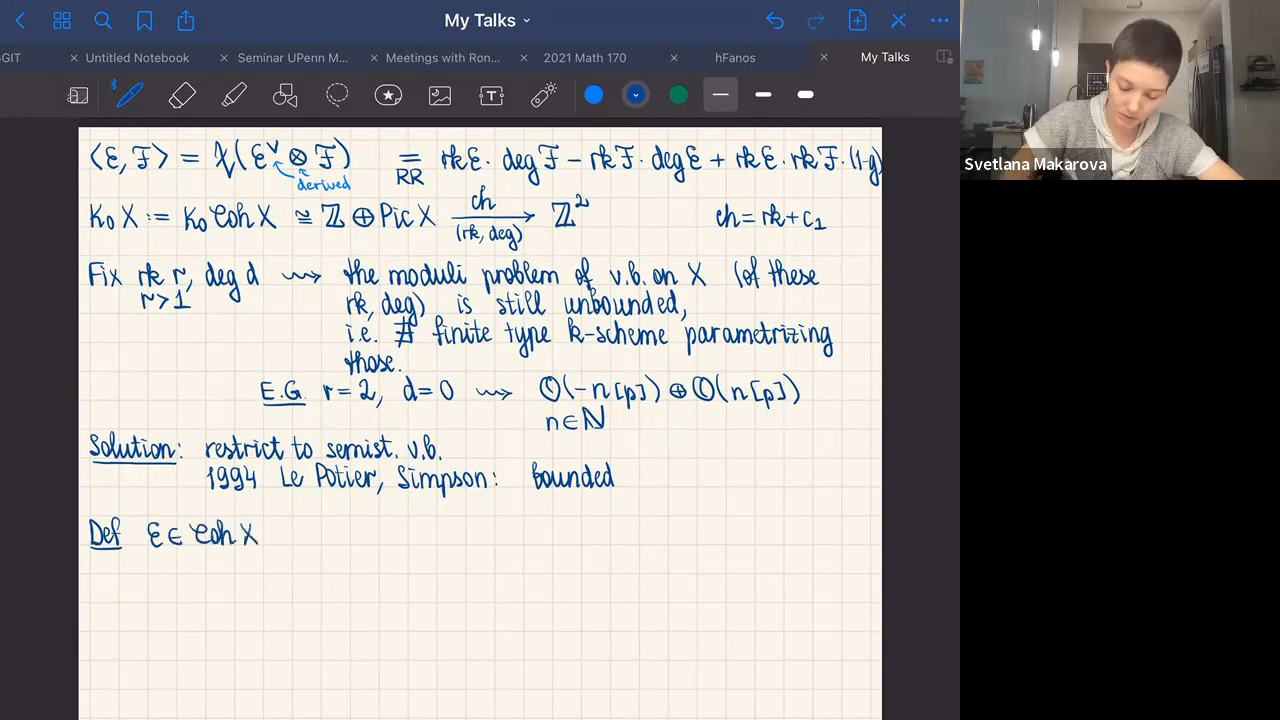 My Talks
GIT
Untitled Notebook
Seminar UPenn M...
Meetings with Ron...
2021 Math 170
hFanos
My Talks
⟨ℰ, ℱ⟩ = χ(ℰ^∨ ⊗ ℱ) =_{RR} rkℰ · deg ℱ − rkℱ · deg ℰ + rkℰ · rkℱ · (1-g)
derived
K₀ X := K₀ Coh X ≅ ℤ ⊕ Pic X —ch→ ℤ² ch = rk + c₁
(rk, deg)
Fix rk r, deg d ⇝ the moduli problem of v.b. on X (of these
r > 1 rk, deg) is still unbounded,
i.e. ∄ finite type k-scheme parametrizing
those.
E.G. r = 2, d = 0 ⇝ 𝒪(-n[p]) ⊕ 𝒪(n[p])
n ∈ ℕ
Solution: restrict to semist. v.b.
1994 Le Potier, Simpson: bounded
Def ℰ ∈ Coh X
Svetlana Makarova